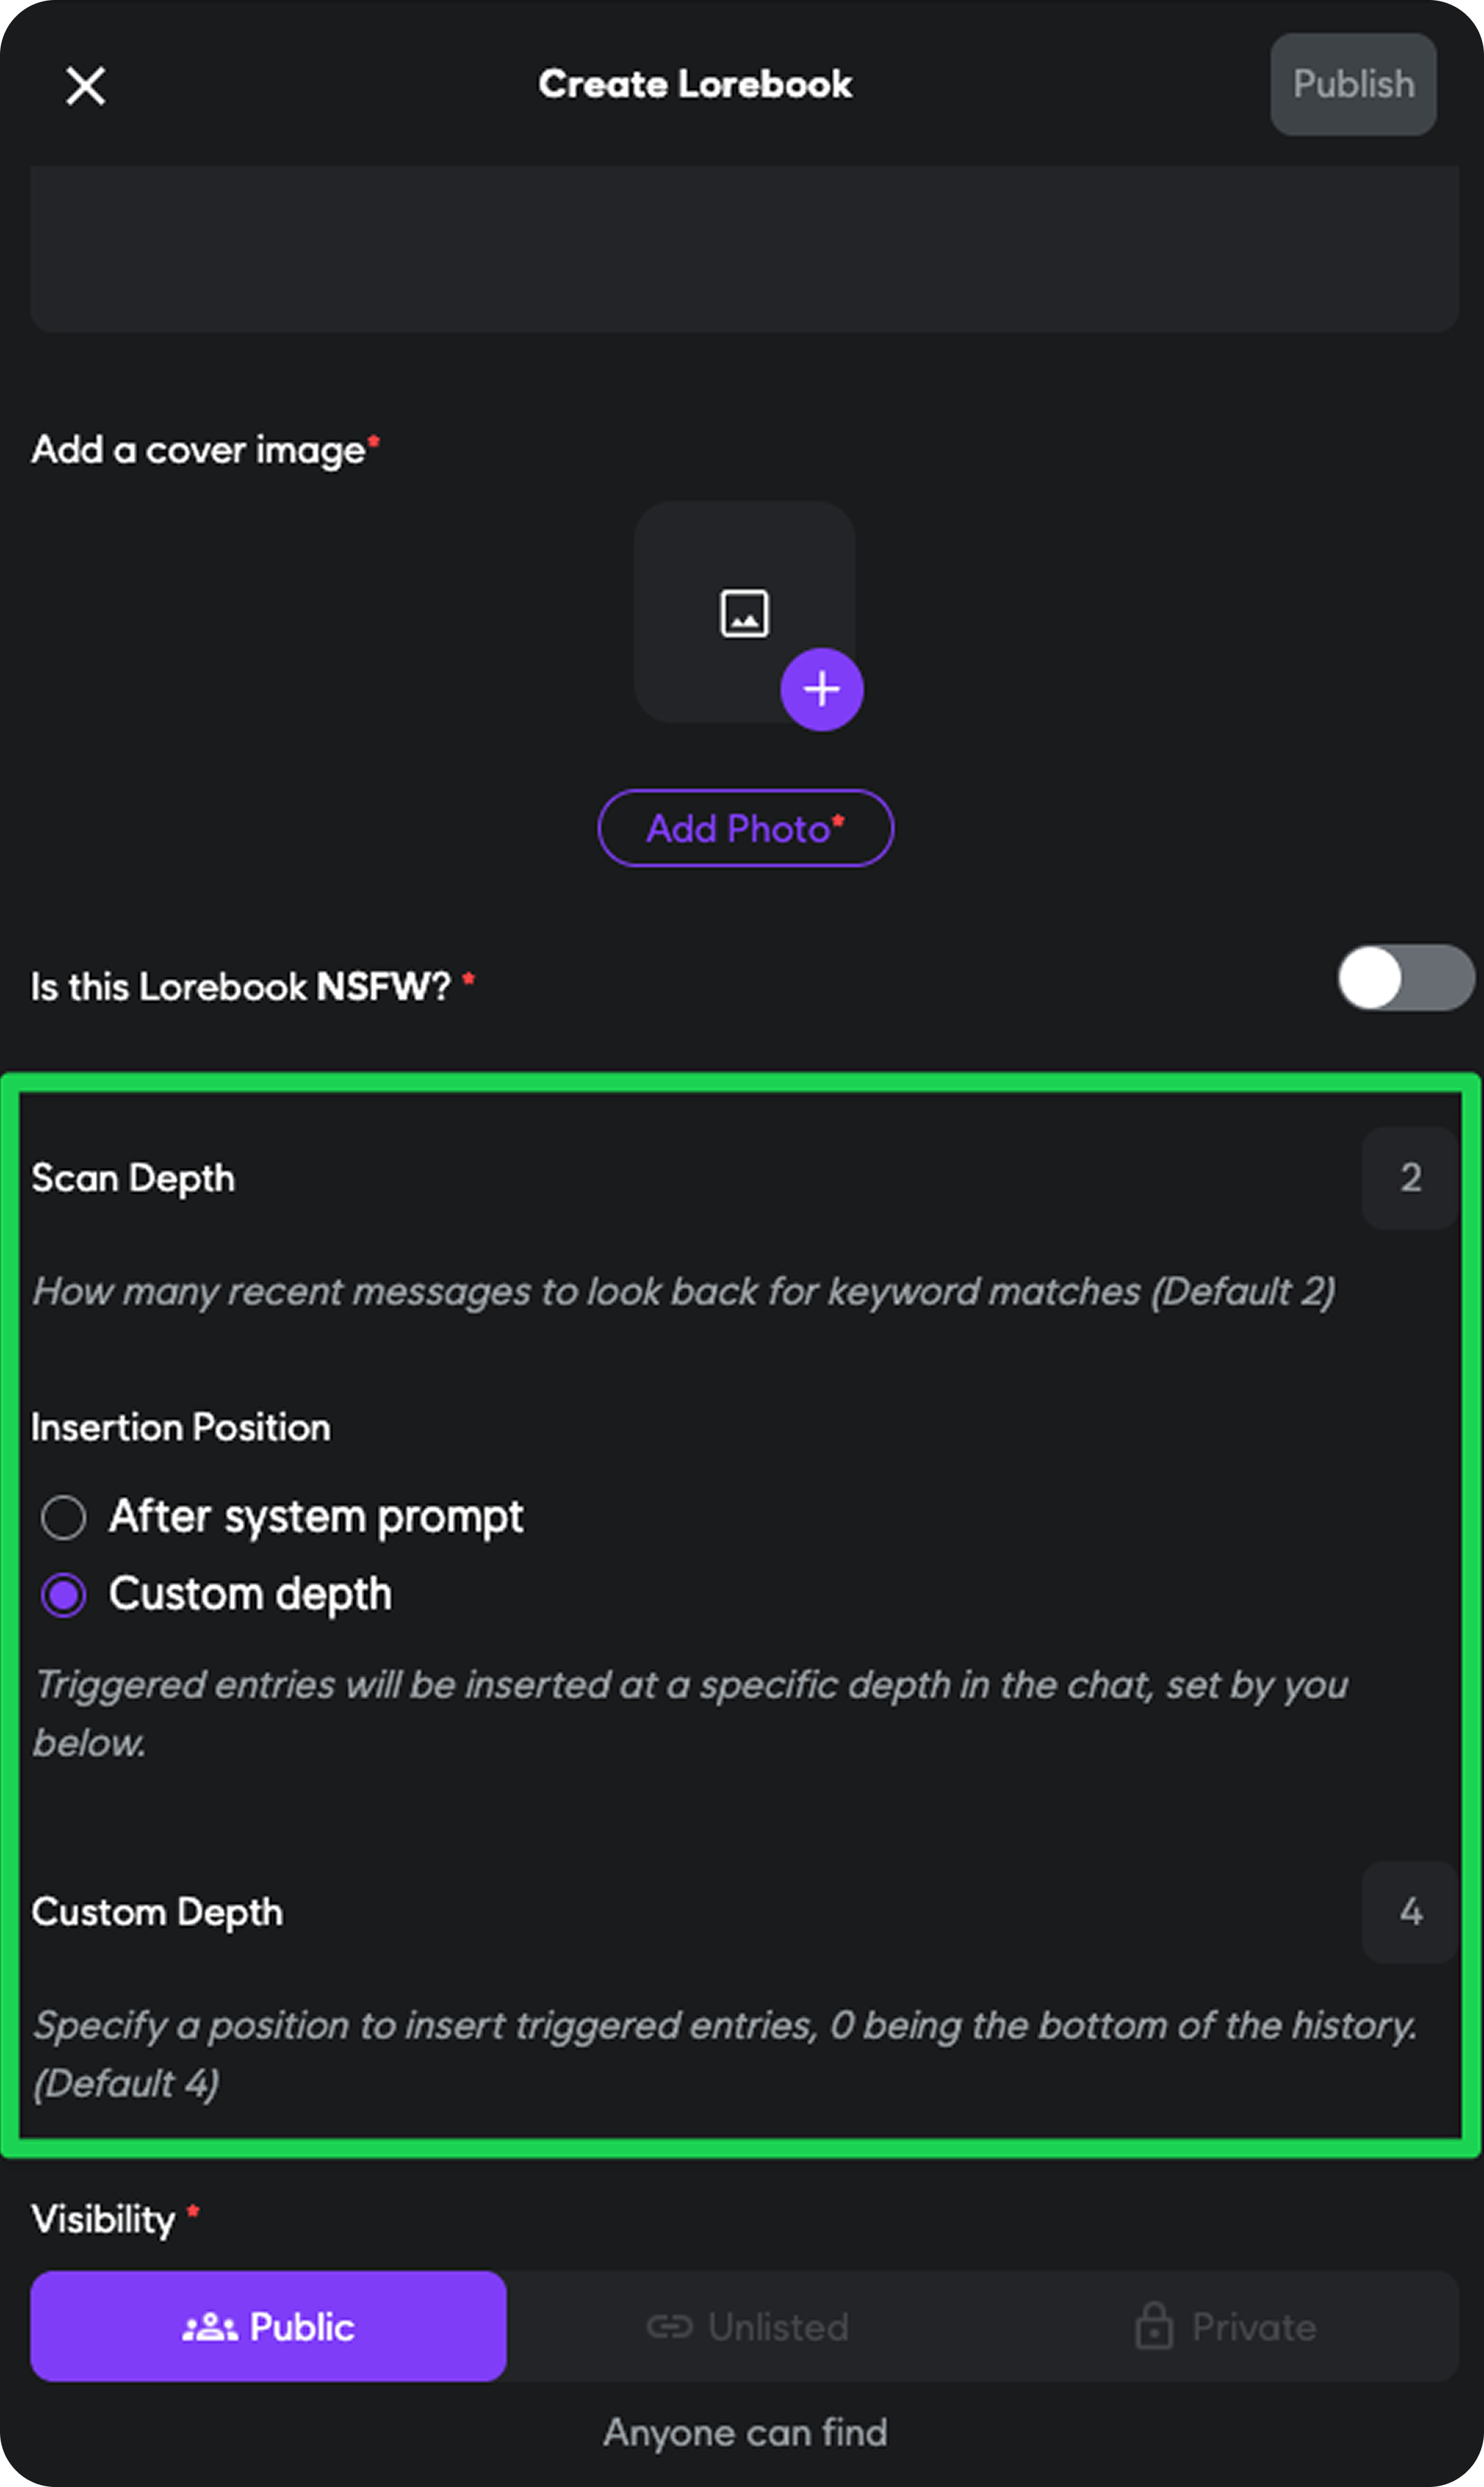 Create Lorebook
Publish
Add a cover image*
Add Photo*
Is this Lorebook NSFW? *
Scan Depth
2
How many recent messages to look back for keyword matches (Default 2)
Insertion Position
After system prompt
Custom depth
Triggered entries will be inserted at a specific depth in the chat, set by you
below.
Custom Depth
4
Specify a position to insert triggered entries, 0 being the bottom of the history.
(Default 4)
Visibility *
Public
Unlisted
Private
Anyone can find